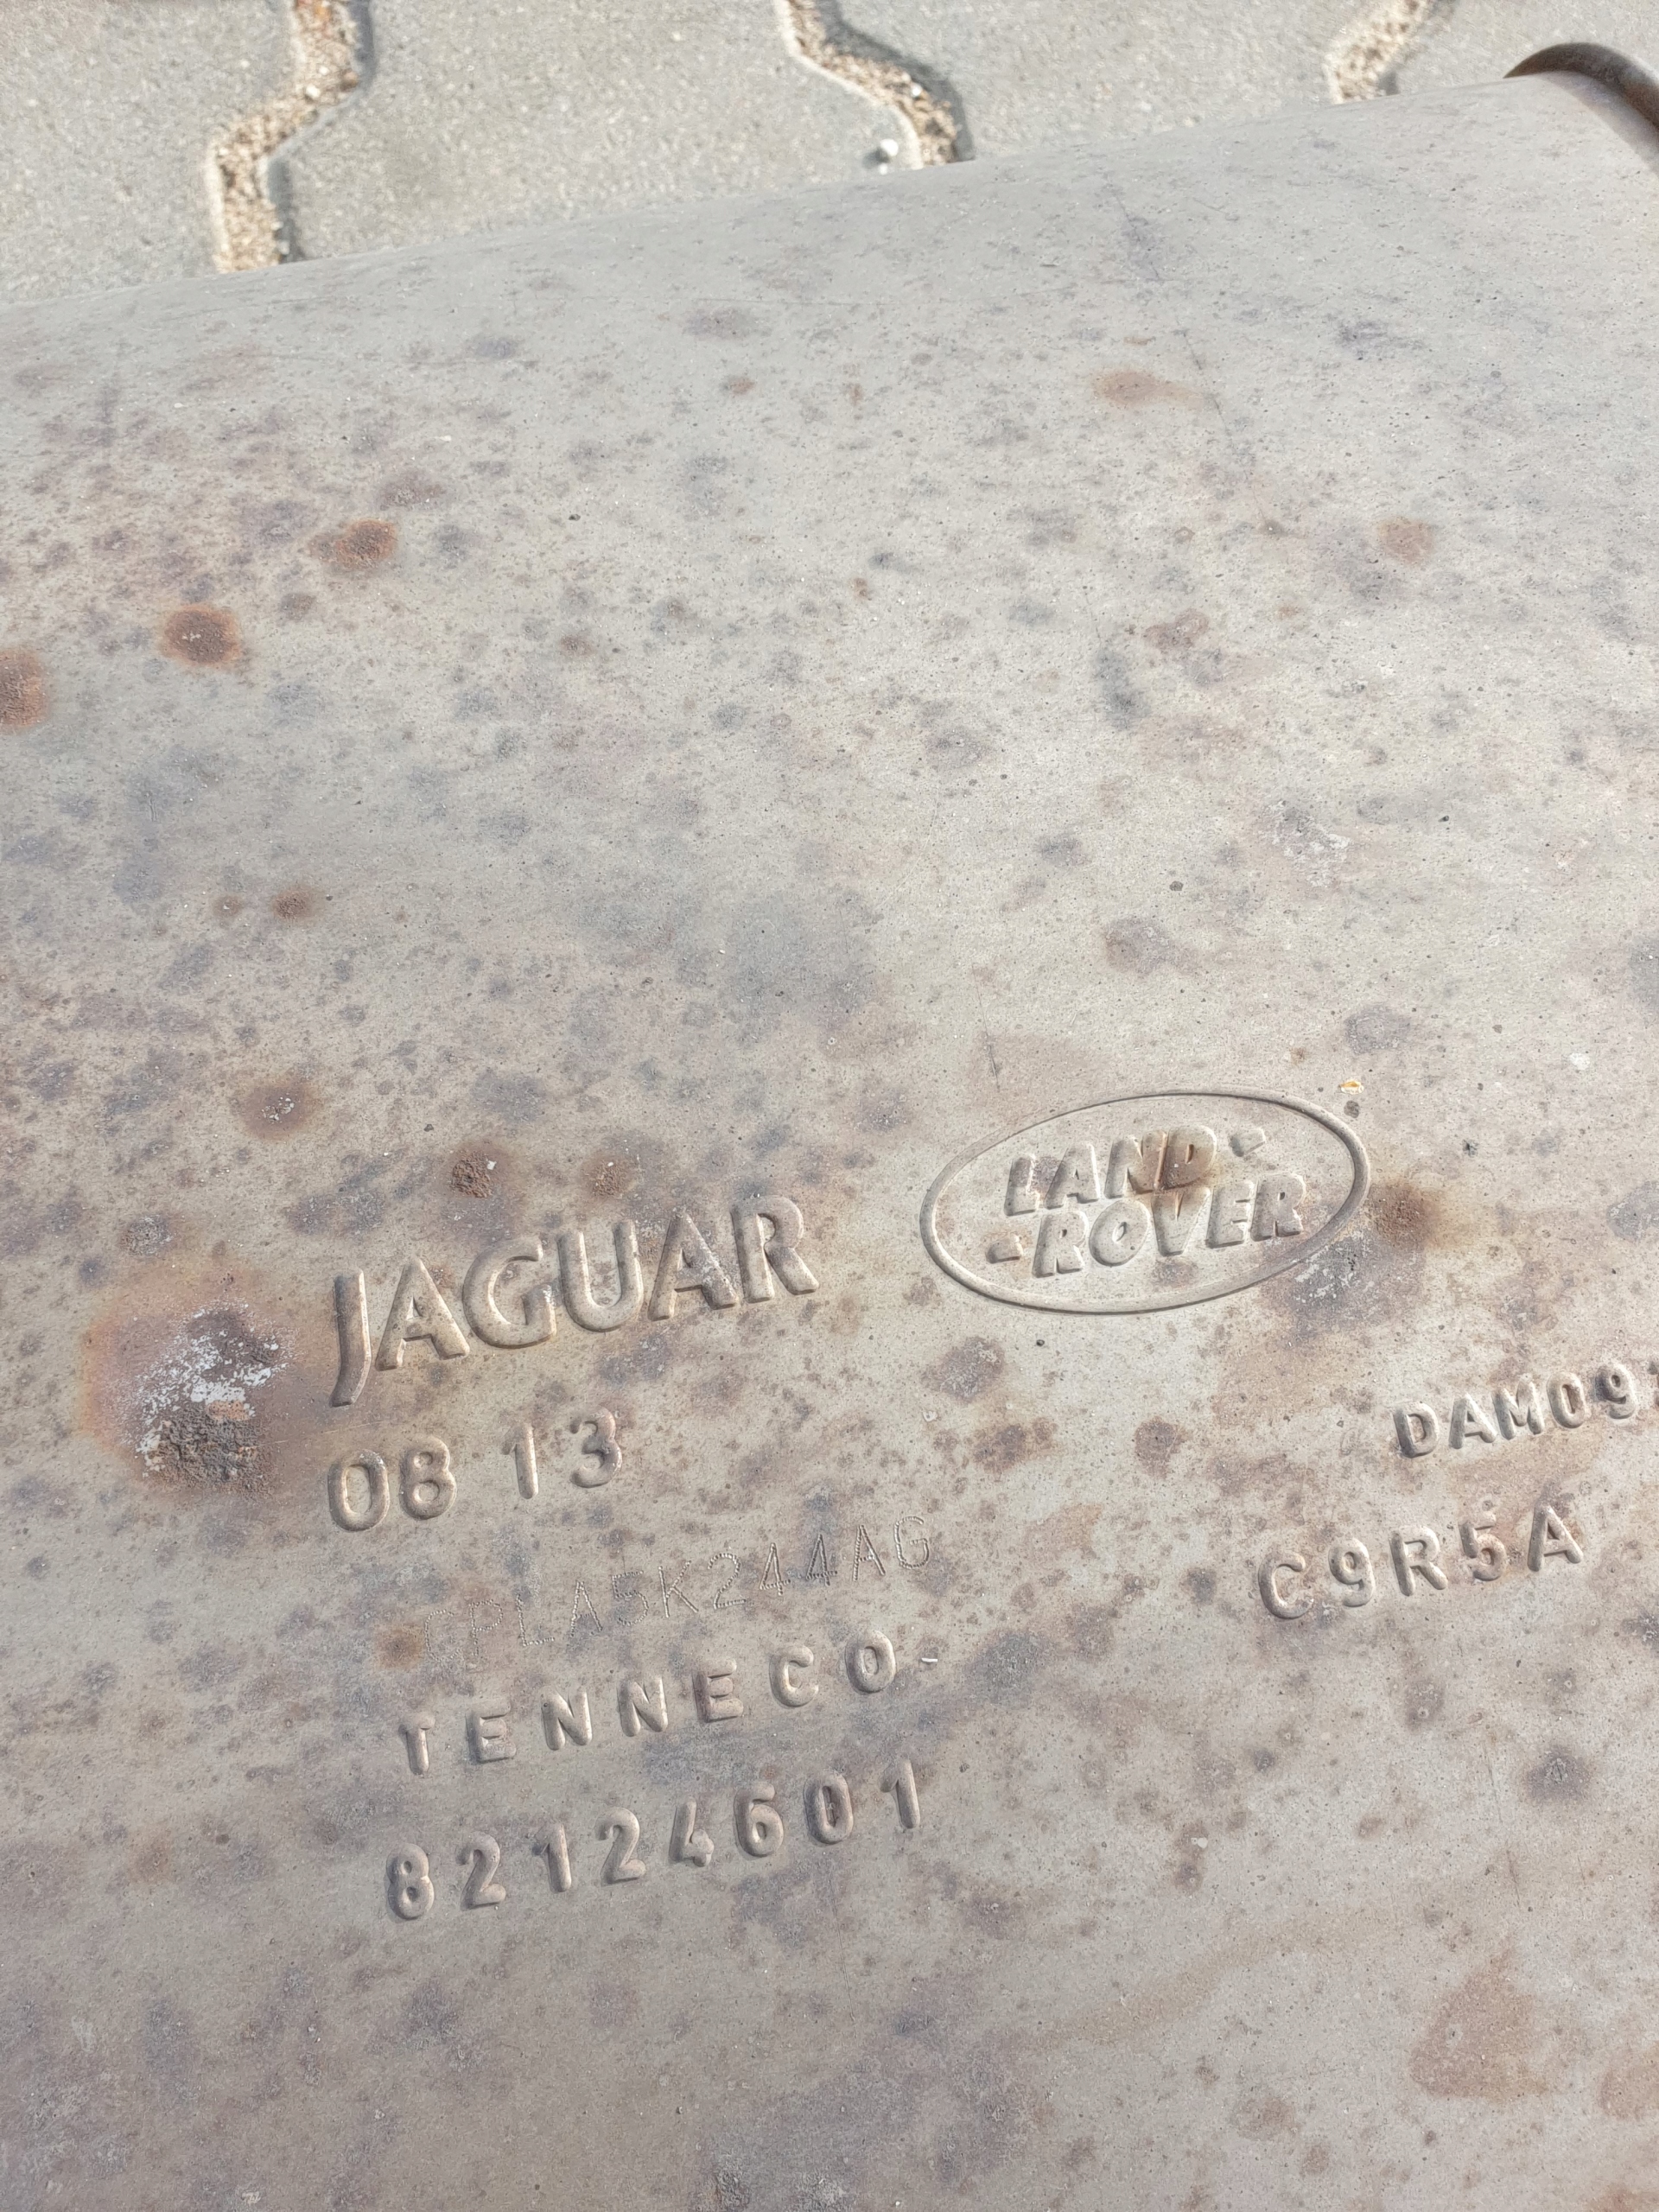 JAGUAR
LAND-
-ROVER
08 13
DAM09
CPLA5K244AG
C9R5A
TENNECO
82124601